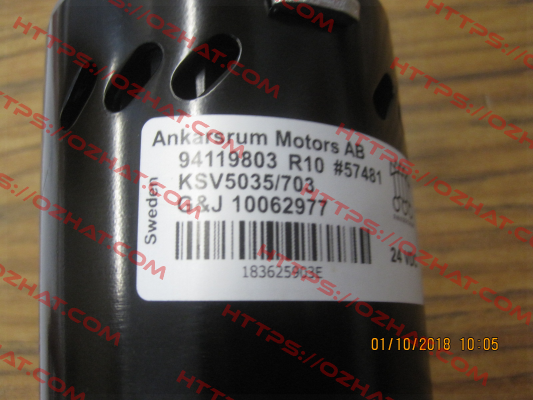 Ankarsrum Motors AB
94119803 R10 #57481
KSV5035/703
G&J 10062977
Sweden
183625903E
24
01/10/2018 10:05
HTTPS://OZHAT.COM